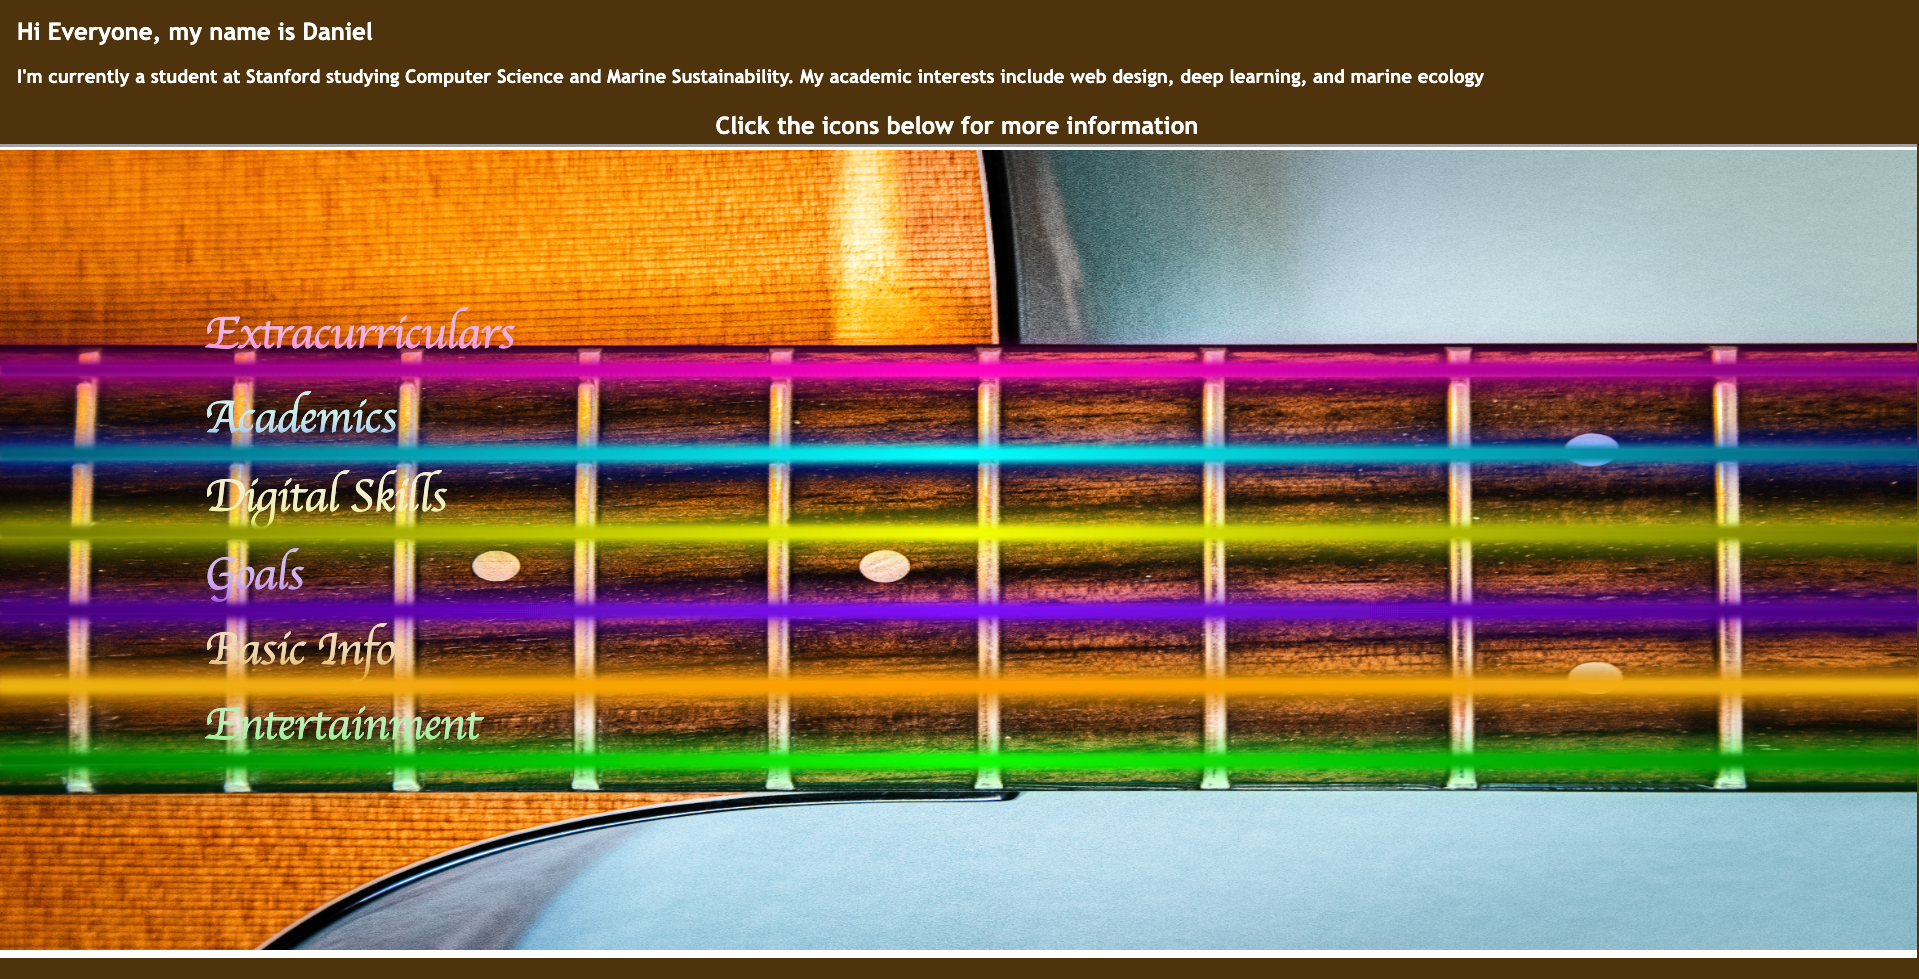 Hi Everyone, my name is Daniel
I'm currently a student at Stanford studying Computer Science and Marine Sustainability. My academic interests include web design, deep learning, and marine ecology
Click the icons below for more information
Extracurriculars
Academics
Digital Skills
Goals
Basic Info
Entertainment